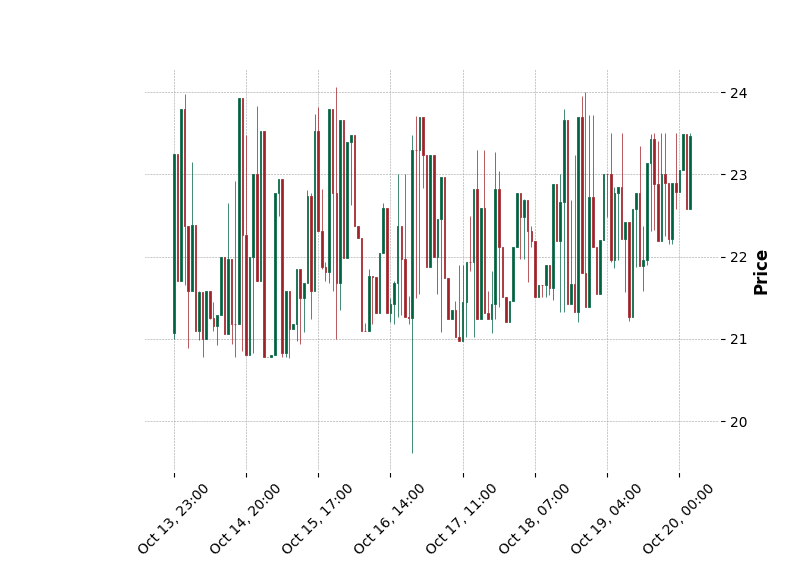 24
23
22
21
20
Price
Oct 13, 23:00
Oct 14, 20:00
Oct 15, 17:00
Oct 16, 14:00
Oct 17, 11:00
Oct 18, 07:00
Oct 19, 04:00
Oct 20, 00:00